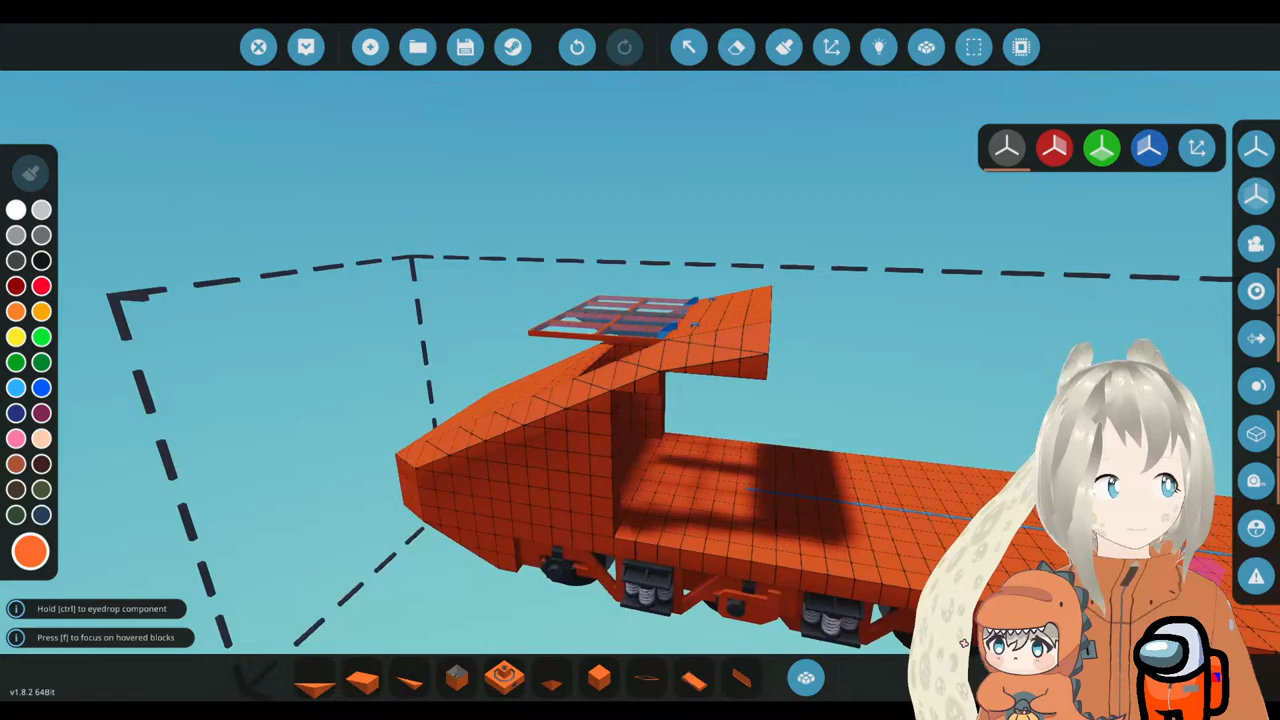 Hold [ctrl] to eyedrop component
Press [f] to focus on hovered blocks
v1.8.2 64Bit